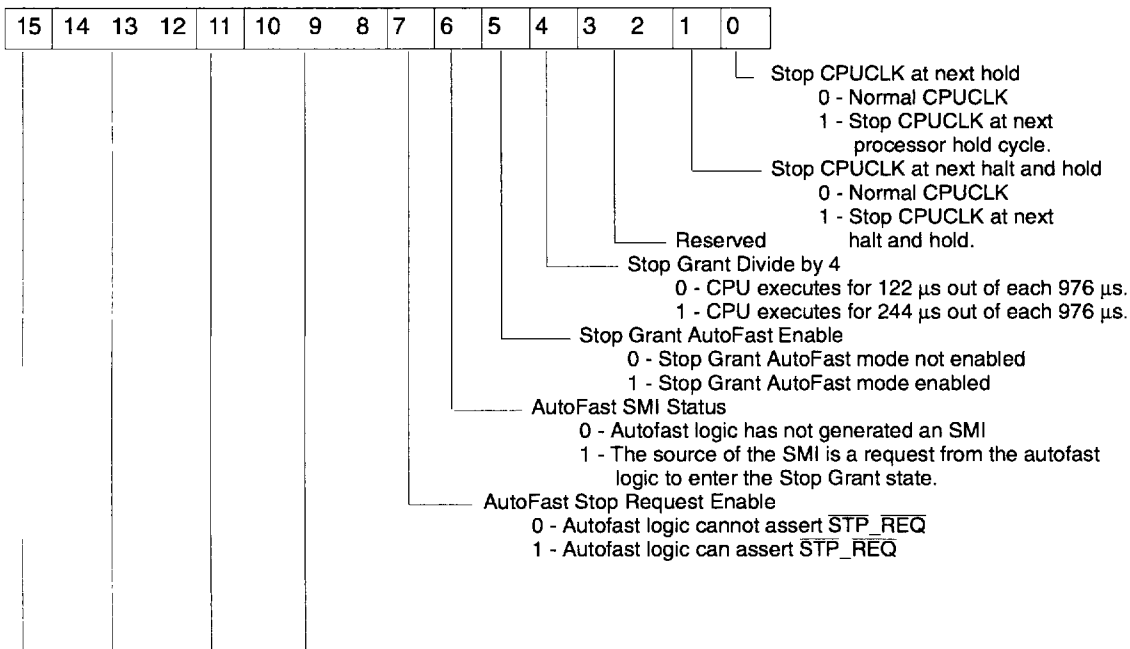 15 14 13 12 11 10 9 8 7 6 5 4 3 2 1 0
Stop CPUCLK at next hold
0 - Normal CPUCLK
1 - Stop CPUCLK at next
processor hold cycle.
Stop CPUCLK at next halt and hold
0 - Normal CPUCLK
1 - Stop CPUCLK at next
halt and hold.
Reserved
Stop Grant Divide by 4
0 - CPU executes for 122 µs out of each 976 µs.
1 - CPU executes for 244 µs out of each 976 µs.
Stop Grant AutoFast Enable
0 - Stop Grant AutoFast mode not enabled
1 - Stop Grant AutoFast mode enabled
AutoFast SMI Status
0 - Autofast logic has not generated an SMI
1 - The source of the SMI is a request from the autofast
logic to enter the Stop Grant state.
AutoFast Stop Request Enable
0 - Autofast logic cannot assert S̅T̅P̅_R̅E̅Q̅
1 - Autofast logic can assert S̅T̅P̅_R̅E̅Q̅